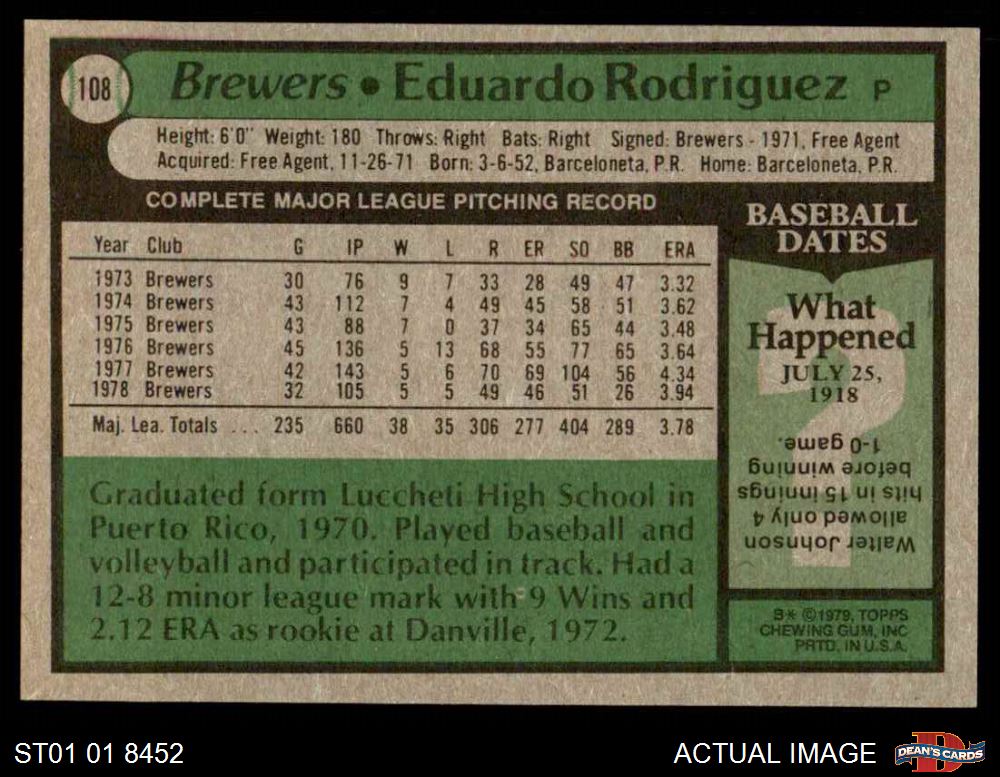 108 Brewers • Eduardo Rodriguez P
Height: 6'0" Weight: 180 Throws: Right Bats: Right Signed: Brewers - 1971, Free Agent
Acquired: Free Agent, 11-26-71 Born: 3-6-52, Barceloneta, P.R. Home: Barceloneta, P.R.
COMPLETE MAJOR LEAGUE PITCHING RECORD
Year Club G IP W L R ER SO BB ERA
1973 Brewers 30 76 9 7 33 28 49 47 3.32
1974 Brewers 43 112 7 4 49 45 58 51 3.62
1975 Brewers 43 88 7 0 37 34 65 44 3.48
1976 Brewers 45 136 5 13 68 55 77 65 3.64
1977 Brewers 42 143 5 6 70 69 104 56 4.34
1978 Brewers 32 105 5 5 49 46 51 26 3.94
Maj. Lea. Totals ... 235 660 38 35 306 277 404 289 3.78
Graduated form Luccheti High School in
Puerto Rico, 1970. Played baseball and
volleyball and participated in track. Had a
12-8 minor league mark with 9 Wins and
2.12 ERA as rookie at Danville, 1972.
BASEBALL
DATES
What
Happened
JULY 25,
1918
?
Walter Johnson
allowed only 4
hits in 15 innings
before winning
1-0 game.
B* ©1979, TOPPS
CHEWING GUM, INC
PRTD. IN U.S.A.
ST01 01 8452
ACTUAL IMAGE
D
DEAN'S CARDS